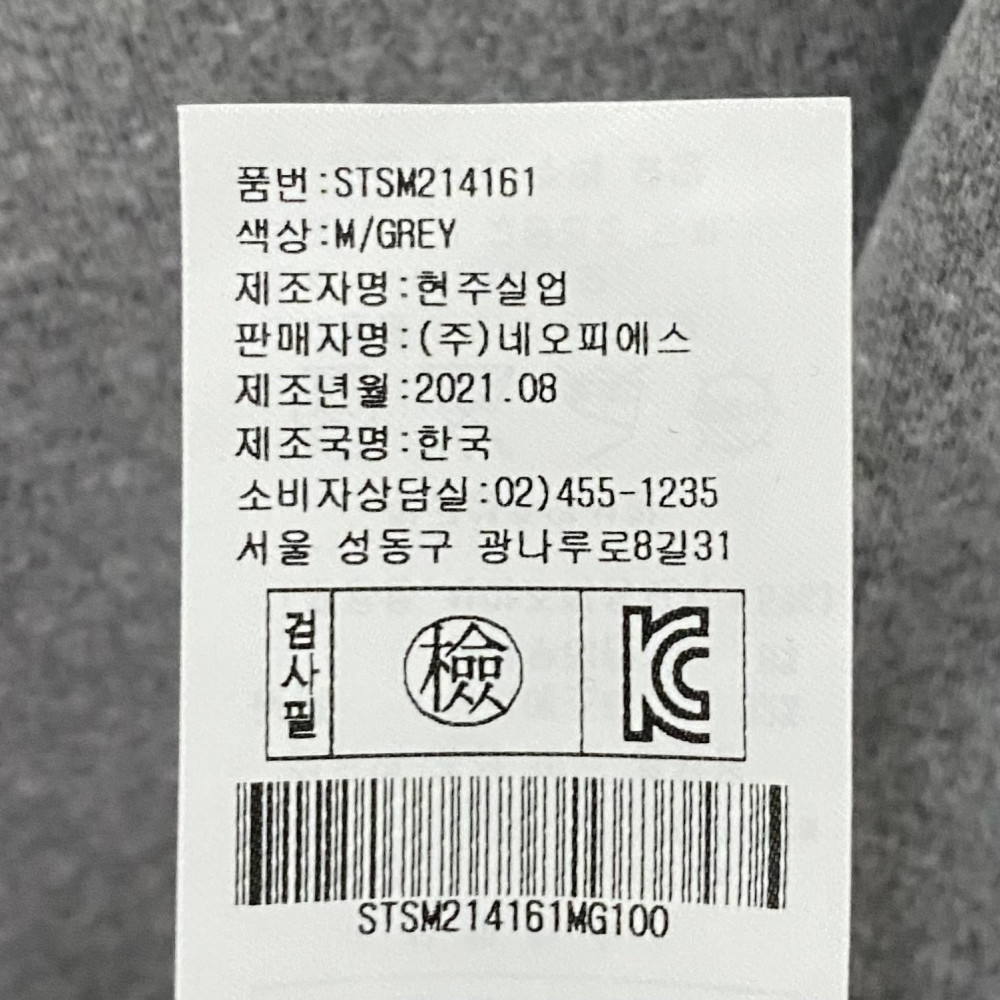 품번:STSM214161
색상:M/GREY
제조자명:현주실업
판매자명:(주)네오피에스
제조년월:2021.08
제조국명:한국
소비자상담실:02)455-1235
서울 성동구 광나루로8길31
검사필
檢
KC
STSM214161MG100